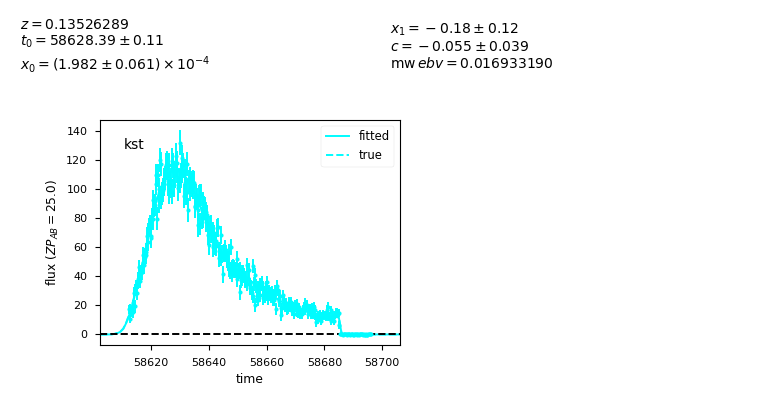 z = 0.13526289
t₀ = 58628.39 ± 0.11
x₀ = (1.982 ± 0.061) × 10⁻⁴
x₁ = −0.18 ± 0.12
c = −0.055 ± 0.039
mw ebv = 0.016933190
kst
fitted
true
140
120
100
80
60
40
20
0
flux (ZP_AB = 25.0)
58620 58640 58660 58680 58700
time